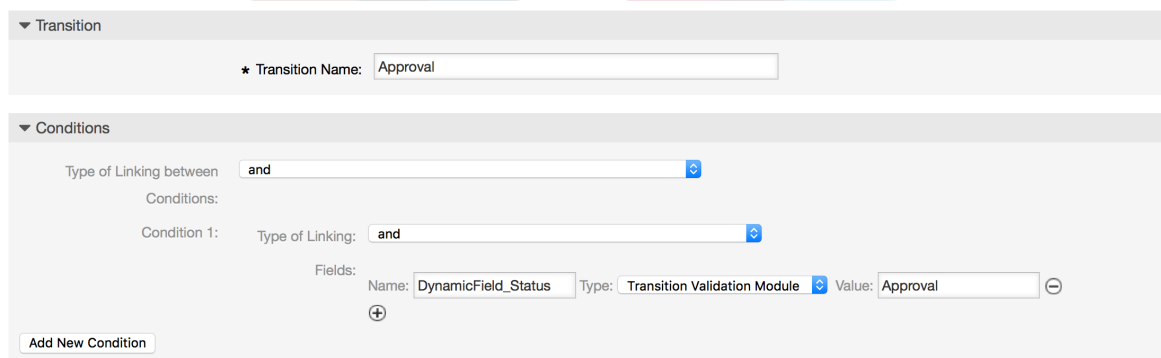 Transition
* Transition Name: Approval
Conditions
Type of Linking between Conditions: and
Condition 1: Type of Linking: and
Fields:
Name: DynamicField_Status Type: Transition Validation Module Value: Approval
Add New Condition